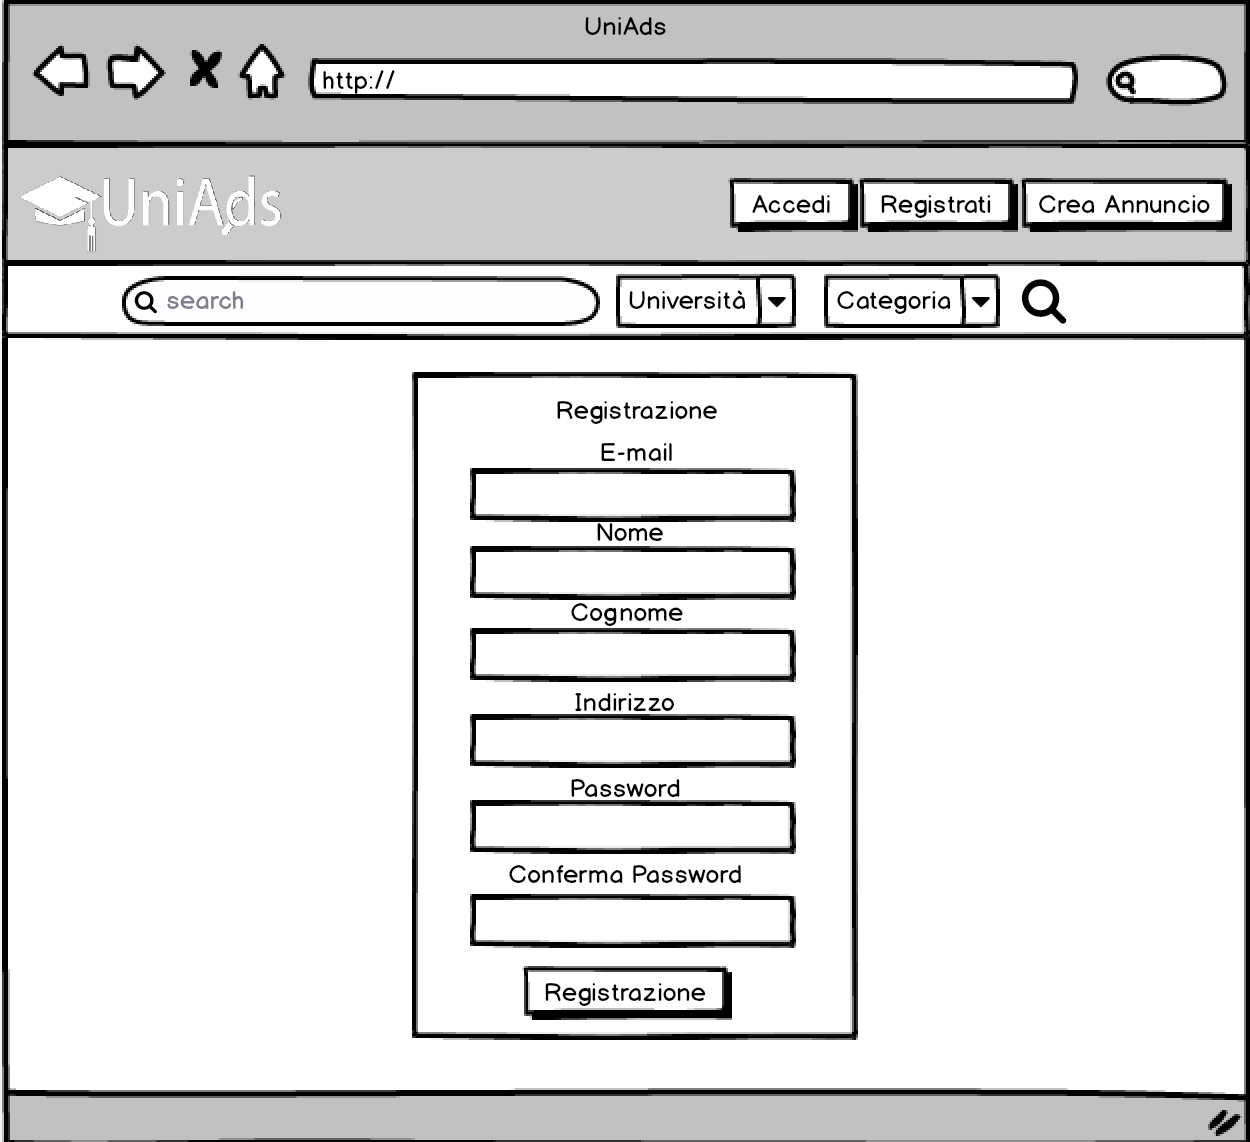 UniAds
http://
UniAds
Accedi
Registrati
Crea Annuncio
search
Università
Categoria
Registrazione
E-mail
Nome
Cognome
Indirizzo
Password
Conferma Password
Registrazione